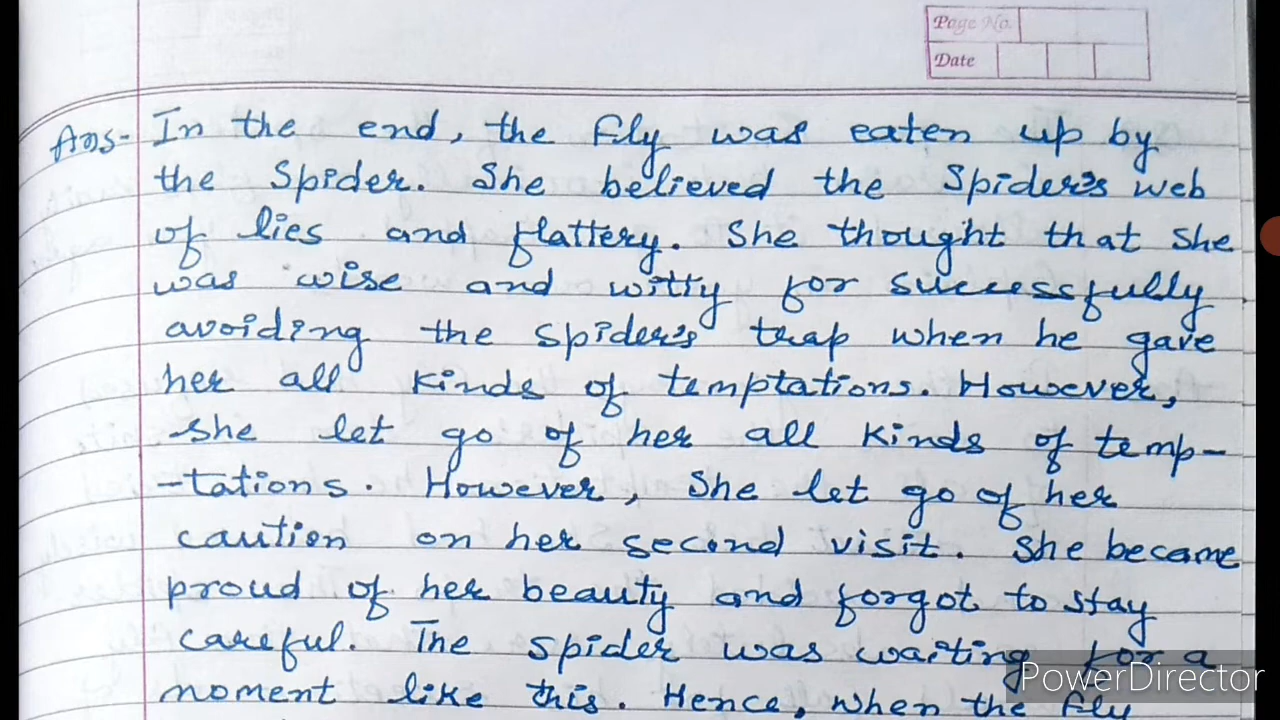 Page No.
Date
Ans- In the end, the fly was eaten up by
the Spider. She believed the Spider's web
of lies and flattery. She thought that she
was wise and witty for successfully
avoiding the spider's trap when he gave
her all kinds of temptations. However,
she let go of her all kinds of temp-
-tations. However, She let go of her
caution on her second visit. She became
proud of her beauty and forgot to stay
careful. The spider was waiting for a
moment like this. Hence, when the fly
PowerDirector